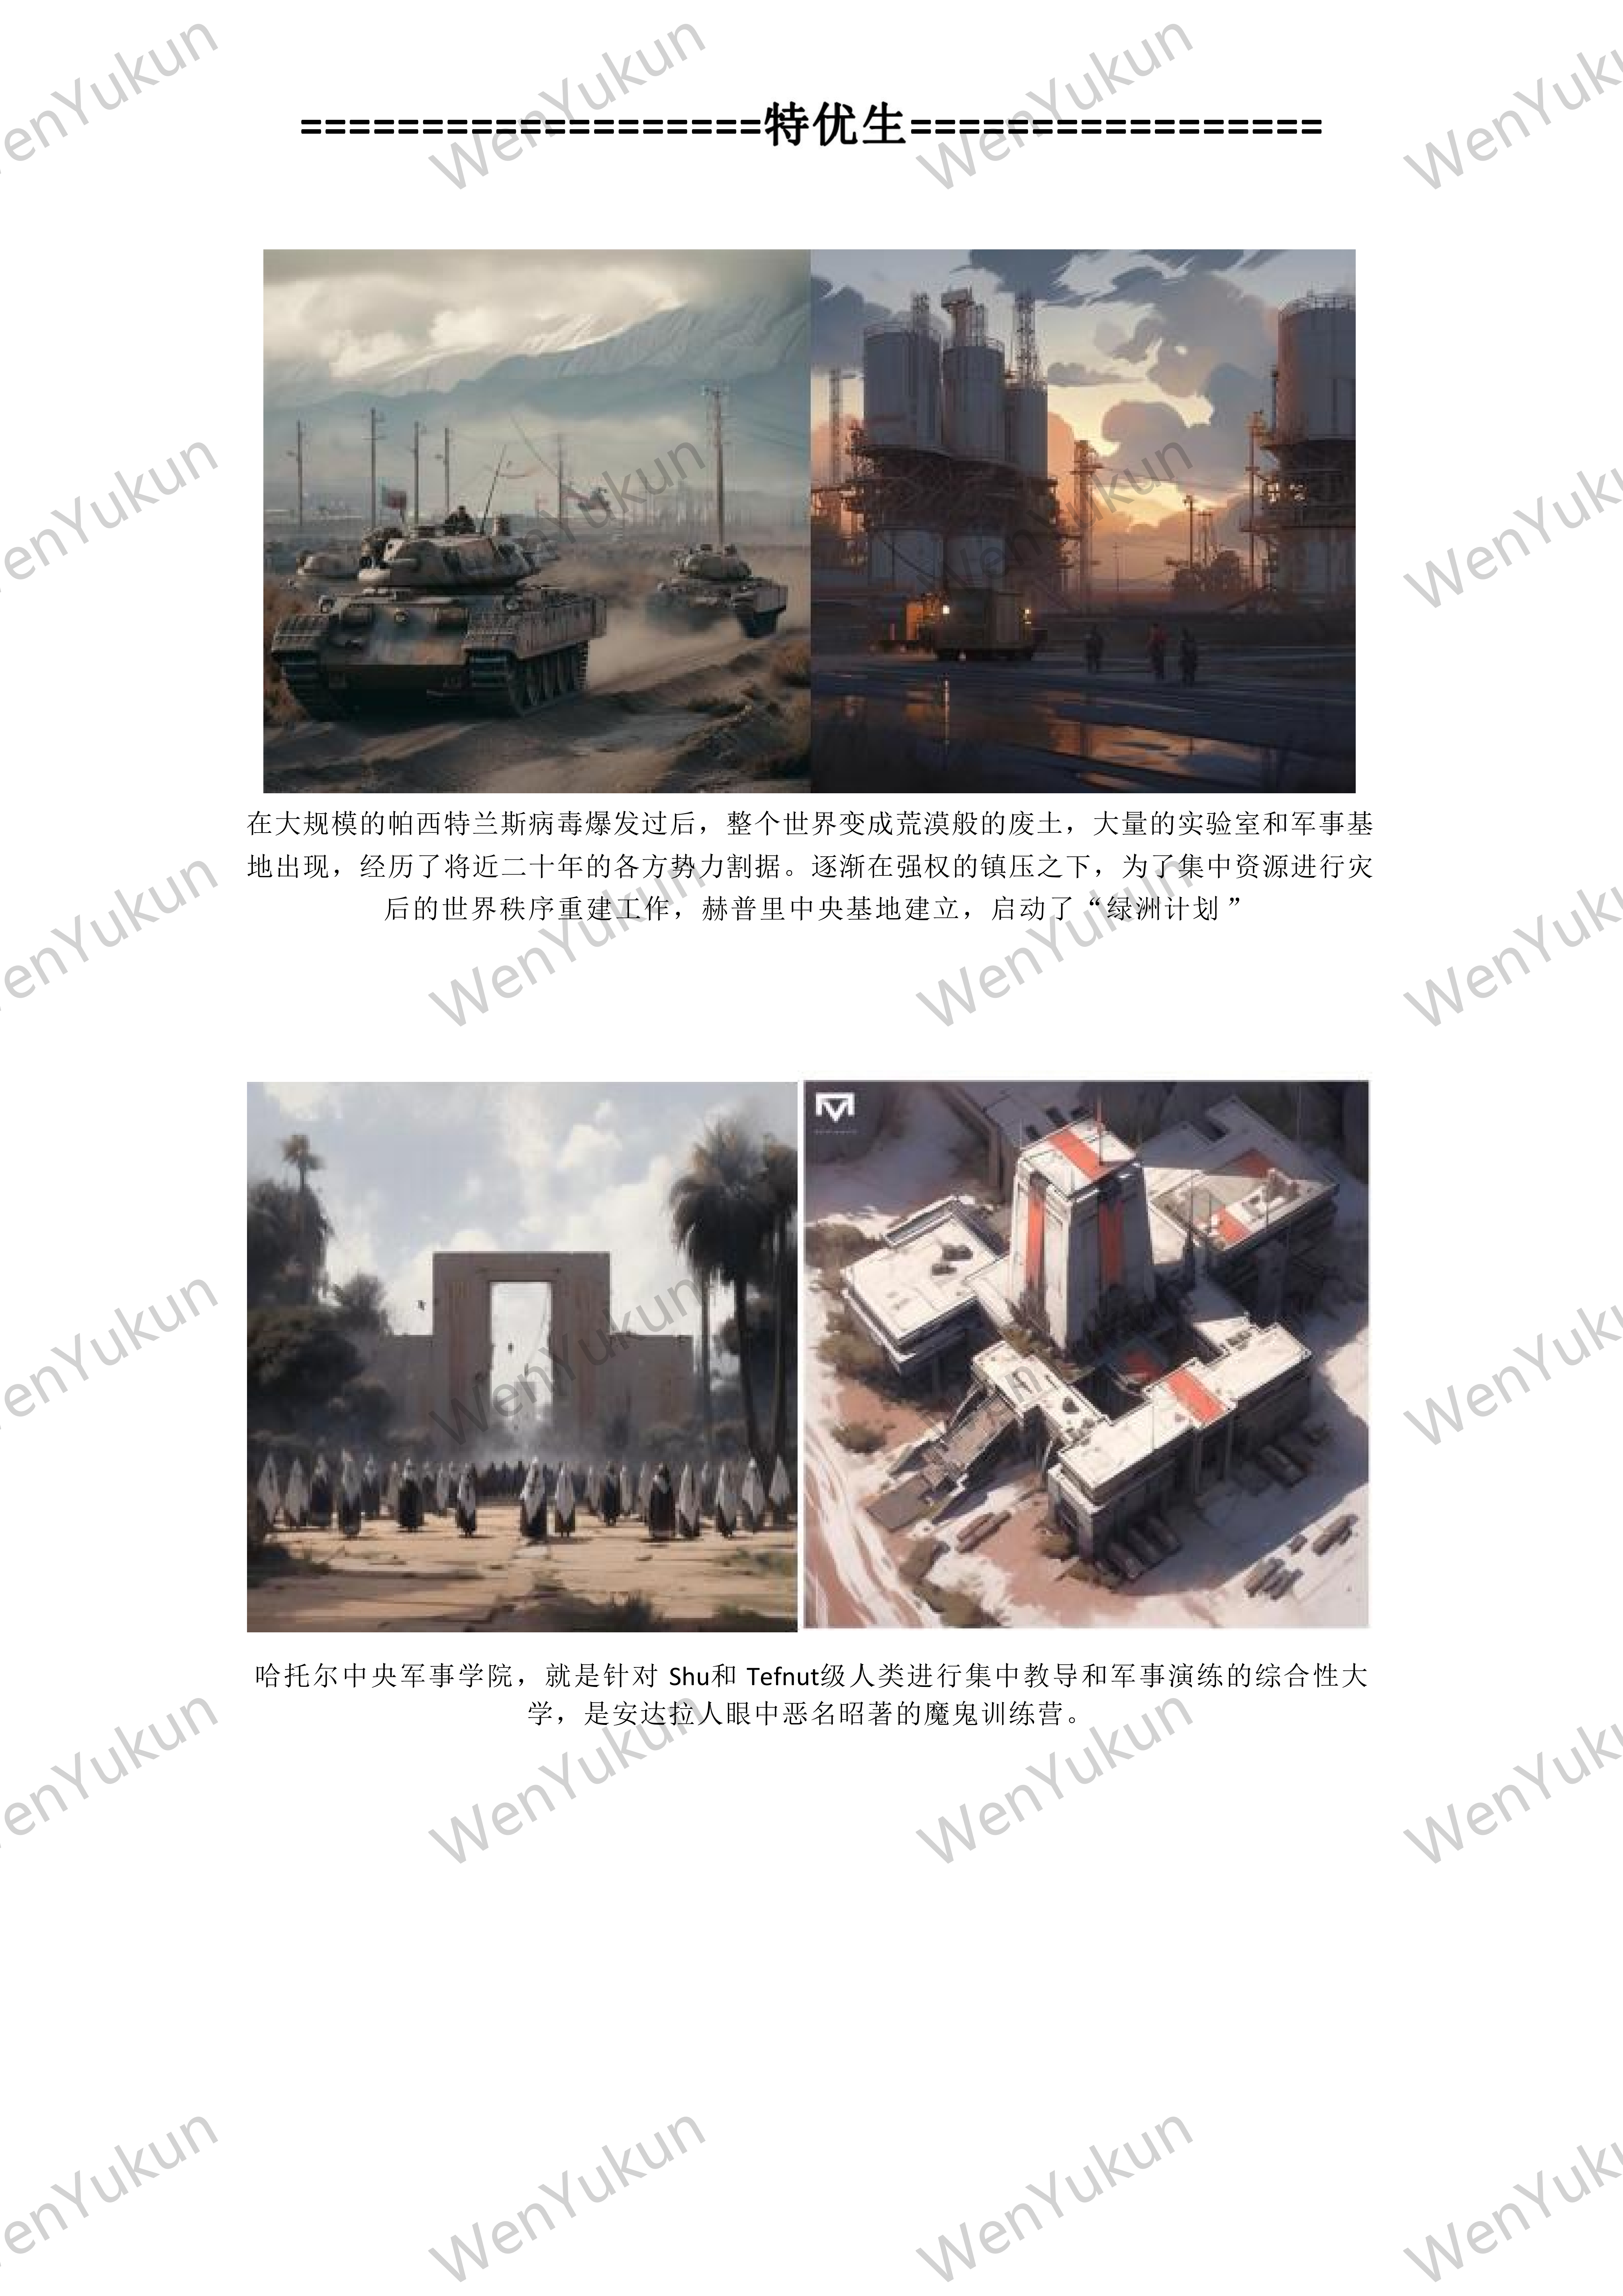 ===================特优生=================
在大规模的帕西特兰斯病毒爆发过后，整个世界变成荒漠般的废土，大量的实验室和军事基
地出现，经历了将近二十年的各方势力割据。逐渐在强权的镇压之下，为了集中资源进行灾
后的世界秩序重建工作，赫普里中央基地建立，启动了“绿洲计划 ”
哈托尔中央军事学院，就是针对 Shu和 Tefnut级人类进行集中教导和军事演练的综合性大
学，是安达拉人眼中恶名昭著的魔鬼训练营。
WenYukun